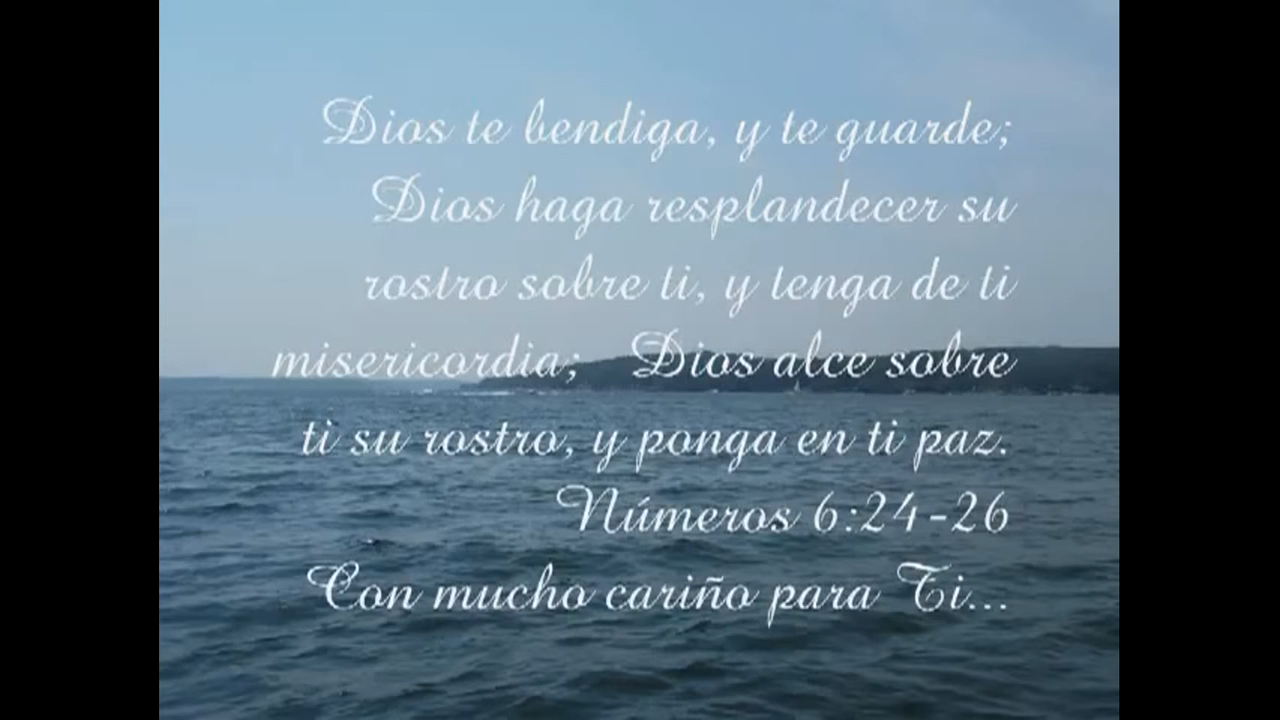 Dios te bendiga, y te guarde;
Dios haga resplandecer su
rostro sobre ti, y tenga de ti
misericordia; Dios alce sobre
ti su rostro, y ponga en ti paz.
Números 6:24-26
Con mucho cariño para Ti...